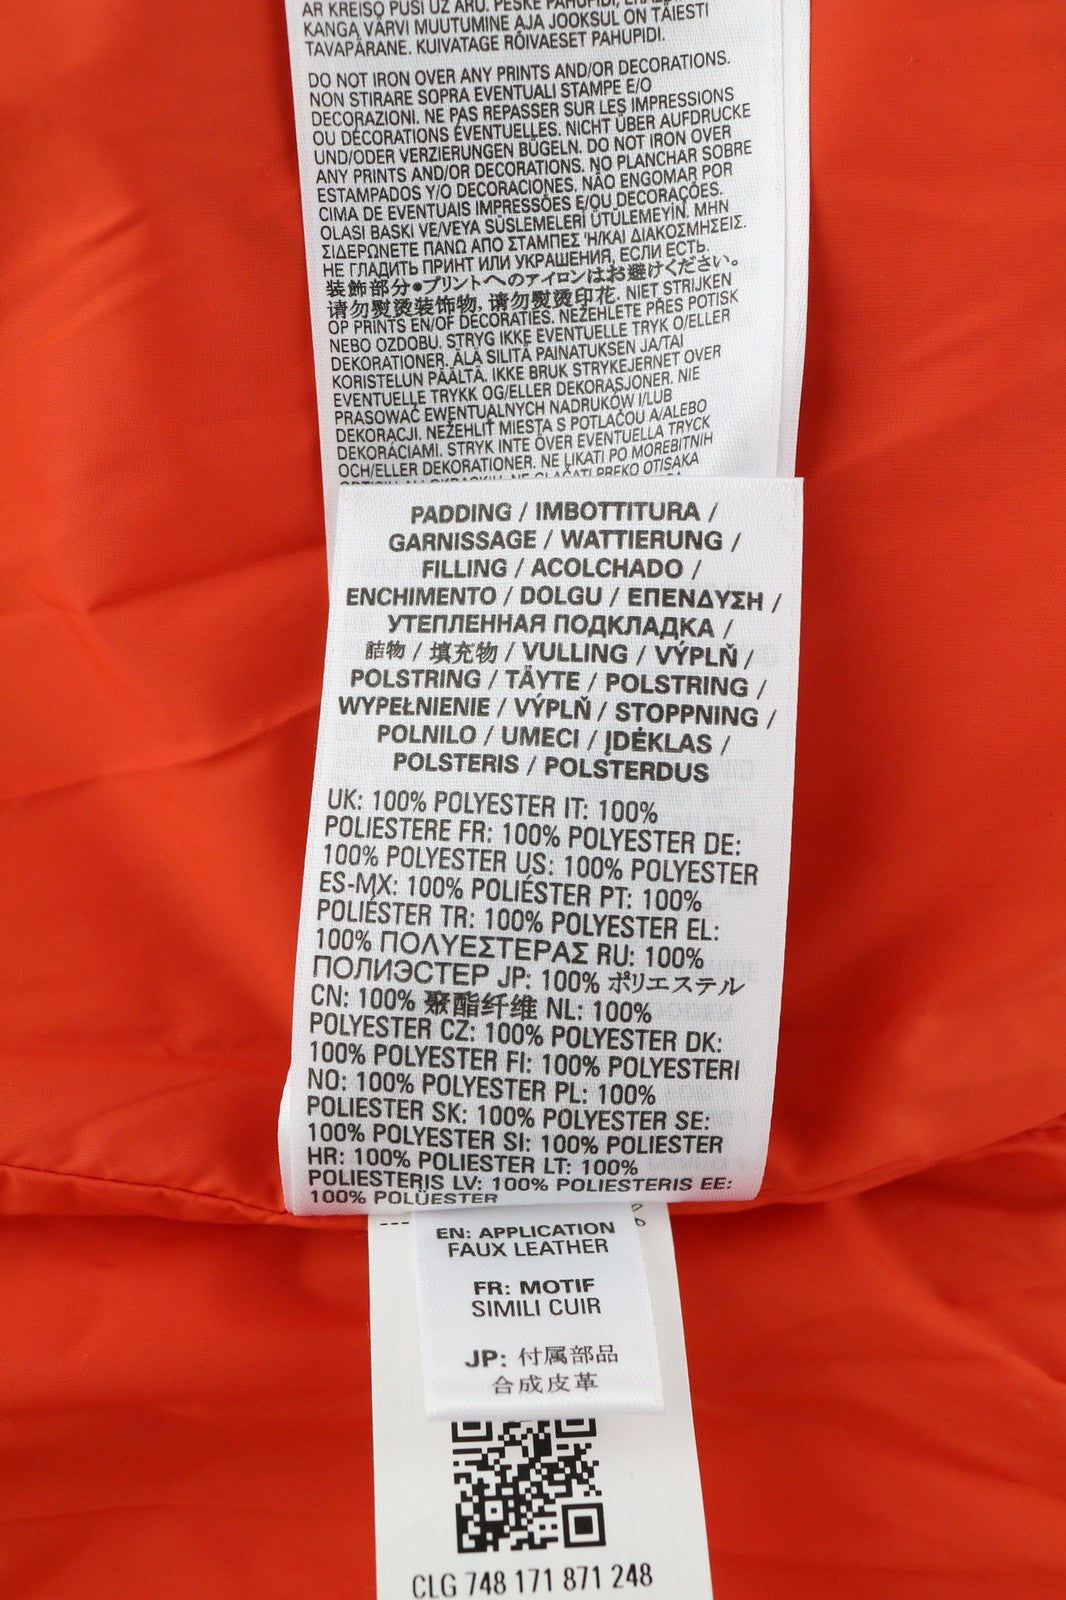 AR KREISO PUSI UZ ĀRU. PESKE PAHUPIDI,
KANGA VÄRVI MUUTUMINE AJA JOOKSUL ON TÄIESTI
TAVAPÄRANE. KUIVATAGE RÕIVAESET PAHUPIDI.
DO NOT IRON OVER ANY PRINTS AND/OR DECORATIONS.
NON STIRARE SOPRA EVENTUALI STAMPE E/O
DECORAZIONI. NE PAS REPASSER SUR LES IMPRESSIONS
OU DÉCORATIONS ÉVENTUELLES. NICHT ÜBER AUFDRUCKE
UND/ODER VERZIERUNGEN BÜGELN. DO NOT IRON OVER
ANY PRINTS AND/OR DECORATIONS. NO PLANCHAR SOBRE
ESTAMPADOS Y/O DECORACIONES. NÃO ENGOMAR POR
CIMA DE EVENTUAIS IMPRESSÕES E/OU DECORAÇÕES.
OLASI BASKI VE/VEYA SÜSLEMELERİ ÜTÜLEMEYİN. ΜΗΝ
ΣΙΔΕΡΩΝΕΤΕ ΠΑΝΩ ΑΠΟ ΣΤΑΜΠΕΣ Ή/ΚΑΙ ΔΙΑΚΟΣΜΗΣΕΙΣ.
НЕ ГЛАДИТЬ ПРИНТ ИЛИ УКРАШЕНИЯ, ЕСЛИ ЕСТЬ.
装飾部分●プリントへのアイロンはお避けください。
请勿熨烫装饰物, 请勿熨烫印花. NIET STRIJKEN
OP PRINTS EN/OF DECORATIES. NEŽEHLETE PŘES POTISK
NEBO OZDOBU. STRYG IKKE EVENTUELLE TRYK O/ELLER
DEKORATIONER. ÄLÄ SILITÄ PAINATUKSEN JA/TAI
KORISTELUN PÄÄLTÄ. IKKE BRUK STRYKEJERNET OVER
EVENTUELLE TRYKK OG/ELLER DEKORASJONER. NIE
PRASOWAĆ EWENTUALNYCH NADRUKÓW I/LUB
DEKORACJI. NEŽEHLIŤ MIESTA S POTLAČOU A/ALEBO
DEKORÁCIAMI. STRYK INTE ÖVER EVENTUELLA TRYCK
OCH/ELLER DEKORATIONER. NE LIKATI PO MOREBITNIH
NE GLAČATI PREKO OTISAKA
PADDING / IMBOTTITURA /
GARNISSAGE / WATTIERUNG /
FILLING / ACOLCHADO /
ENCHIMENTO / DOLGU / ΕΠΕΝΔΥΣΗ /
УТЕПЛЕННАЯ ПОДКЛАДКА /
詰物 / 填充物 / VULLING / VÝPLŇ /
POLSTRING / TÄYTE / POLSTRING /
WYPEŁNIENIE / VÝPLŇ / STOPPNING /
POLNILO / UMECI / ĮDĖKLAS /
POLSTERIS / POLSTERDUS
UK: 100% POLYESTER IT: 100%
POLIESTERE FR: 100% POLYESTER DE:
100% POLYESTER US: 100% POLYESTER
ES-MX: 100% POLIÉSTER PT: 100%
POLIÉSTER TR: 100% POLYESTER EL:
100% ΠΟΛΥΕΣΤΕΡΑΣ RU: 100%
ПОЛИЭСТЕР JP: 100% ポリエステル
CN: 100% 聚酯纤维 NL: 100%
POLYESTER CZ: 100% POLYESTER DK:
100% POLYESTER FI: 100% POLYESTERI
NO: 100% POLYESTER PL: 100%
POLIESTER SK: 100% POLYESTER SE:
100% POLYESTER SI: 100% POLIESTER
HR: 100% POLIESTER LT: 100%
POLIESTERIS LV: 100% POLIESTERIS EE:
100% POLÜESTER
EN: APPLICATION
FAUX LEATHER
FR: MOTIF
SIMILI CUIR
JP: 付属部品
合成皮革
CLG 748 171 871 248